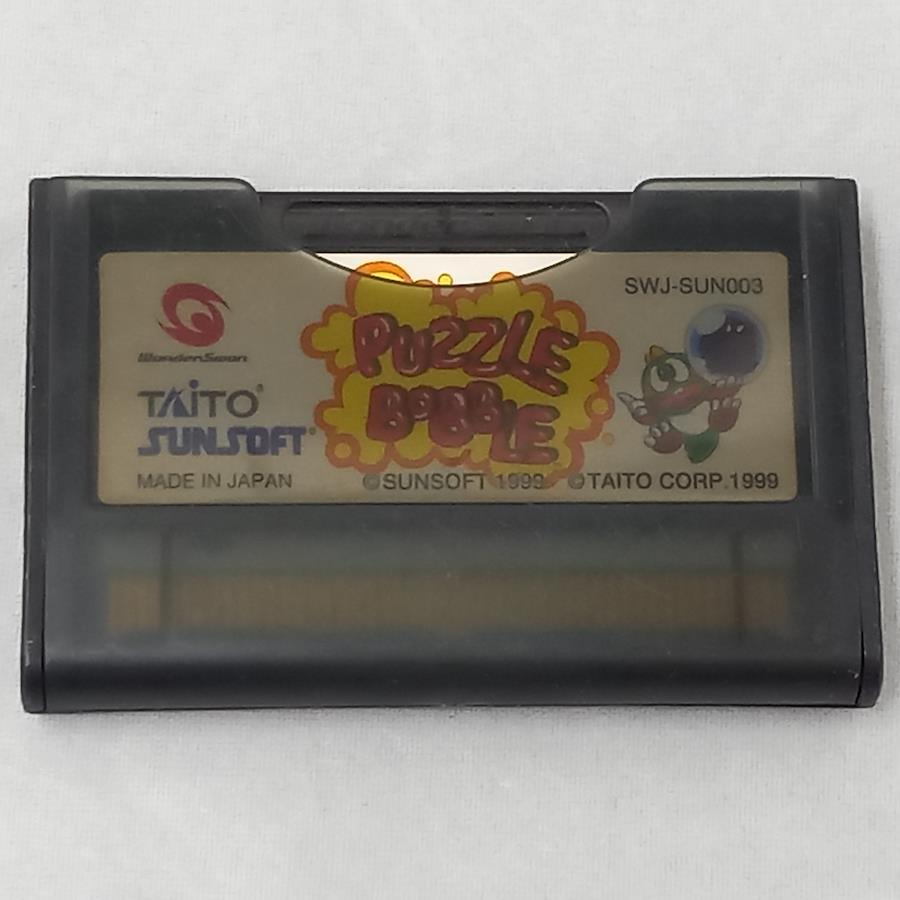 WonderSwan
TAITO®
SUNSOFT®
MADE IN JAPAN
PUZZLE
BOBBLE
SWJ-SUN003
©SUNSOFT 1999 ©TAITO CORP.1999